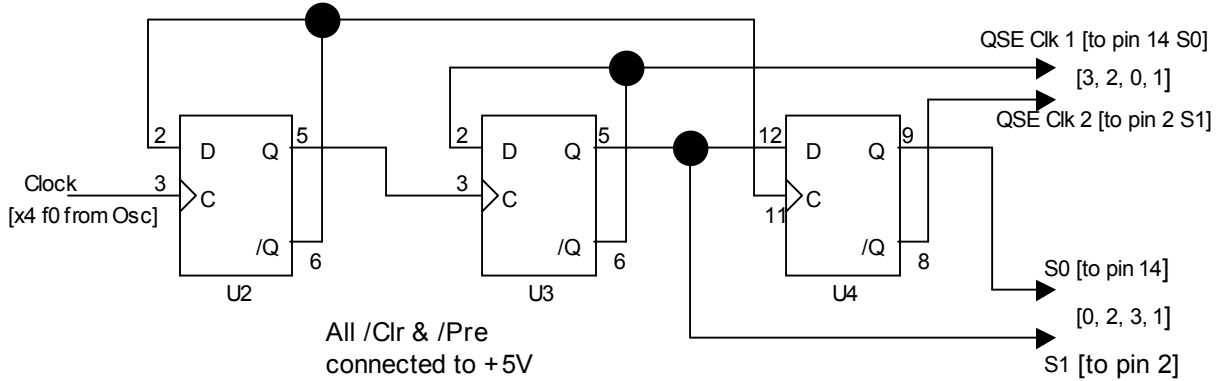 QSE Clk 1 [to pin 14 S0]
[3, 2, 0, 1]
QSE Clk 2 [to pin 2 S1]
2
5
D
Q
Clock
3
C
[x4 f0 from Osc]
/Q
6
U2
2
5
D
Q
3
C
/Q
6
U3
12
9
D
Q
C
11
/Q
8
U4
S0 [to pin 14]
[0, 2, 3, 1]
S1 [to pin 2]
All /Clr & /Pre
connected to +5V